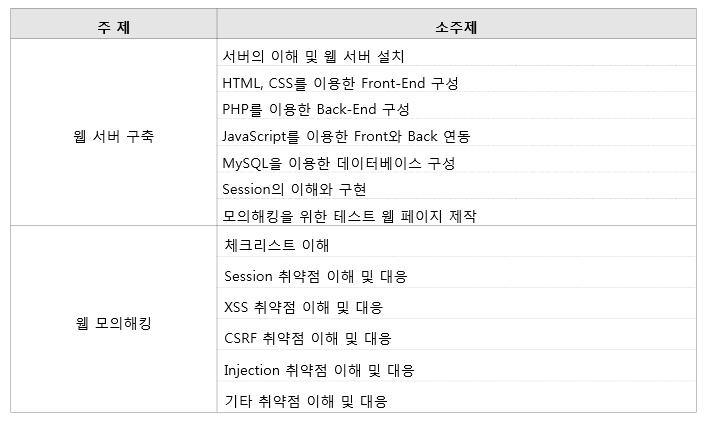 주 제
소주제
웹 서버 구축
서버의 이해 및 웹 서버 설치
HTML, CSS를 이용한 Front-End 구성
PHP를 이용한 Back-End 구성
JavaScript를 이용한 Front와 Back 연동
MySQL을 이용한 데이터베이스 구성
Session의 이해와 구현
모의해킹을 위한 테스트 웹 페이지 제작
웹 모의해킹
체크리스트 이해
Session 취약점 이해 및 대응
XSS 취약점 이해 및 대응
CSRF 취약점 이해 및 대응
Injection 취약점 이해 및 대응
기타 취약점 이해 및 대응